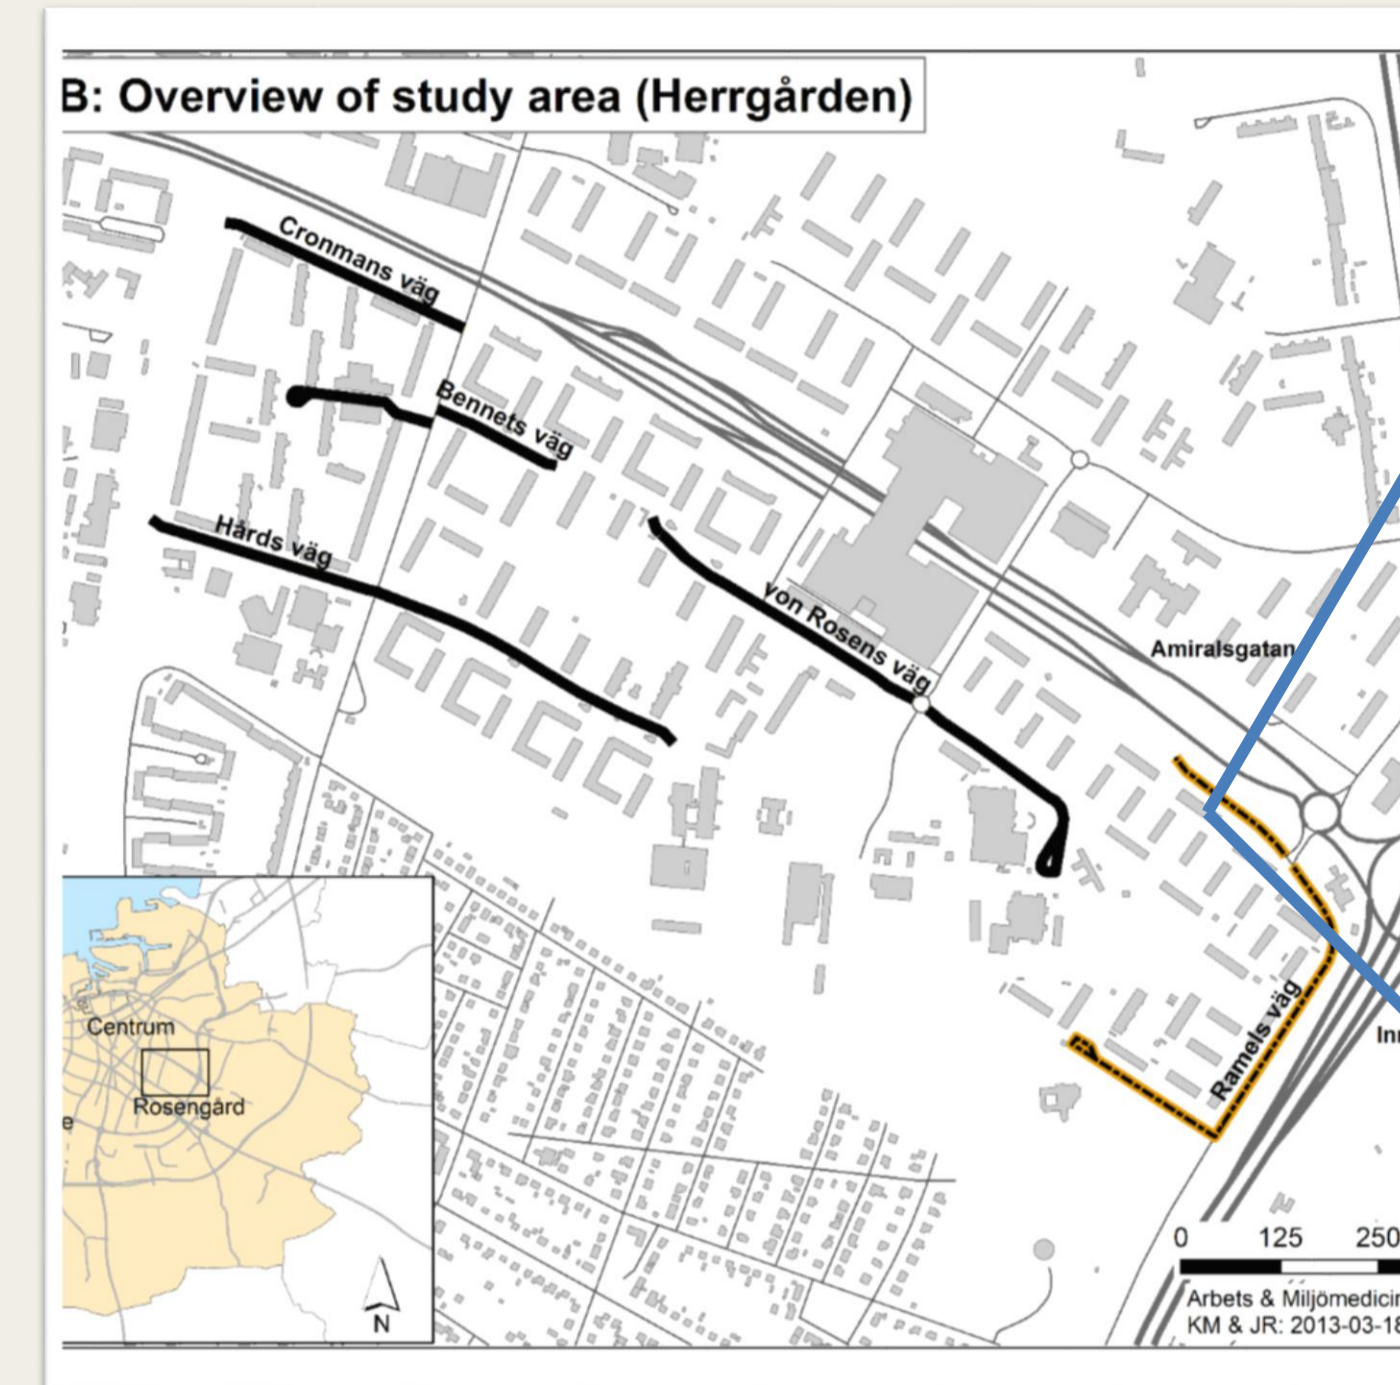 B: Overview of study area (Herrgården)
Cronmans väg
Bennets väg
Hårds väg
von Rosens väg
Amiralsgatan
Ramels väg
Centrum
Rosengård
e
N
0 125 250
Arbets & Miljömedicin
KM & JR: 2013-03-18